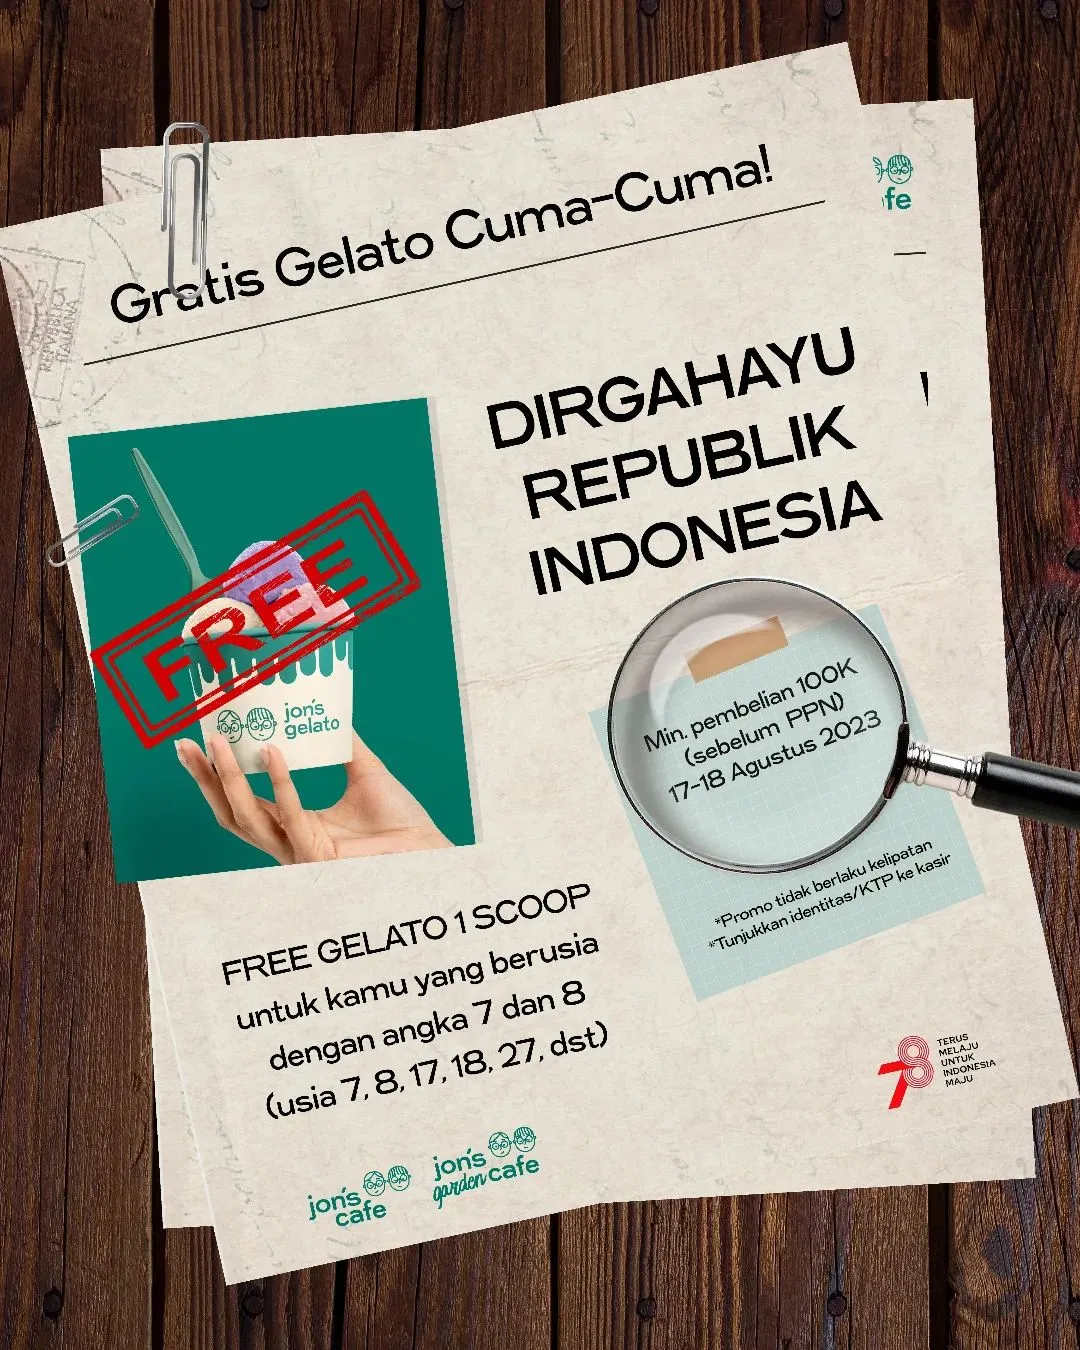 Gratis Gelato Cuma-Cuma!
fe
REPVBBLICA
ITALIANA
DIRGAHAYU
REPUBLIK
INDONESIA
FREE
jon's
gelato
Min. pembelian 100K
(sebelum PPN)
17-18 Agustus 2023
*Promo tidak berlaku kelipatan
*Tunjukkan identitas/KTP ke kasir
FREE GELATO 1 SCOOP
untuk kamu yang berusia
dengan angka 7 dan 8
(usia 7, 8, 17, 18, 27, dst)
78
TERUS
MELAJU
UNTUK
INDONESIA
MAJU
jon's
cafe
jon's
garden cafe